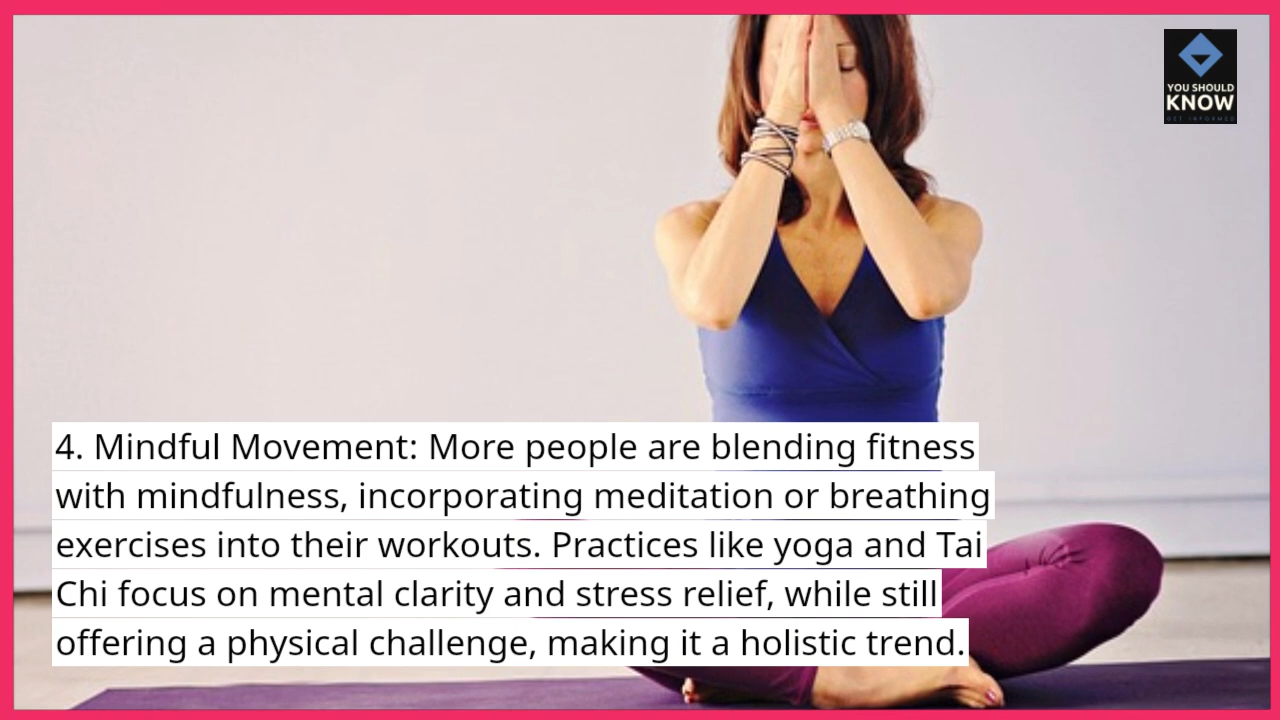 YOU SHOULD
KNOW
GET INFORMED
4. Mindful Movement: More people are blending fitness
with mindfulness, incorporating meditation or breathing
exercises into their workouts. Practices like yoga and Tai
Chi focus on mental clarity and stress relief, while still
offering a physical challenge, making it a holistic trend.